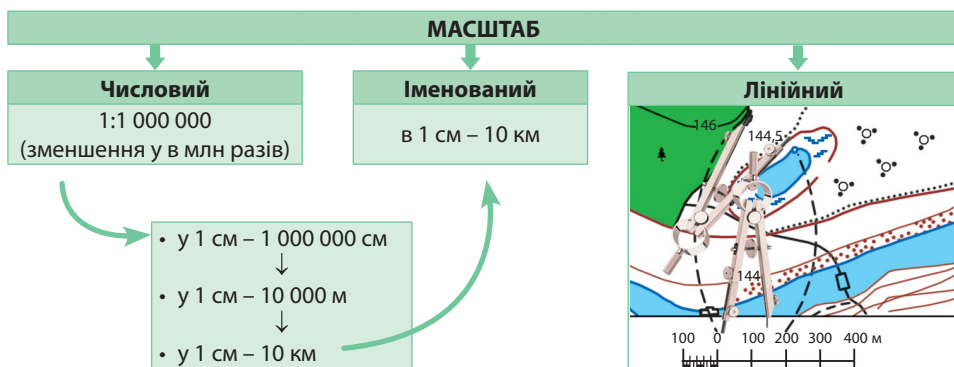 МАСШТАБ
Числовий
1:1 000 000
(зменшення у в млн разів)
Іменований
в 1 см – 10 км
Лінійний
146
144,5
144
100 0 100 200 300 400 м
• у 1 см – 1 000 000 см
↓
• у 1 см – 10 000 м
↓
• у 1 см – 10 км